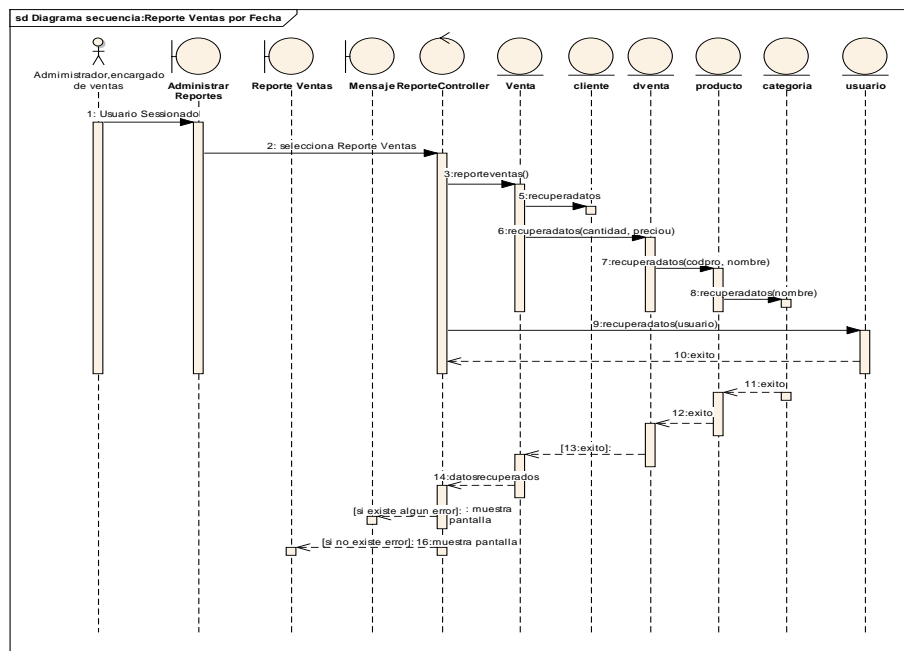 sd Diagrama secuencia:Reporte Ventas por Fecha
Administrador,encargado
de ventas
Administrar
Reportes
Reporte Ventas
Mensaje
ReporteController
Venta
cliente
dventa
producto
categoria
usuario
1: Usuario Sessionado
2: selecciona Reporte Ventas
3:reporteventas()
5:recuperadatos
6:recuperadatos(cantidad, preciou)
7:recuperadatos(codpro, nombre)
8:recuperadatos(nombre)
9:recuperadatos(usuario)
10:exito
11:exito
12:exito
[13:exito]:
14:datosrecuperados
[si existe algun error]: : muestra
pantalla
[si no existe error]: 16:muestra pantalla